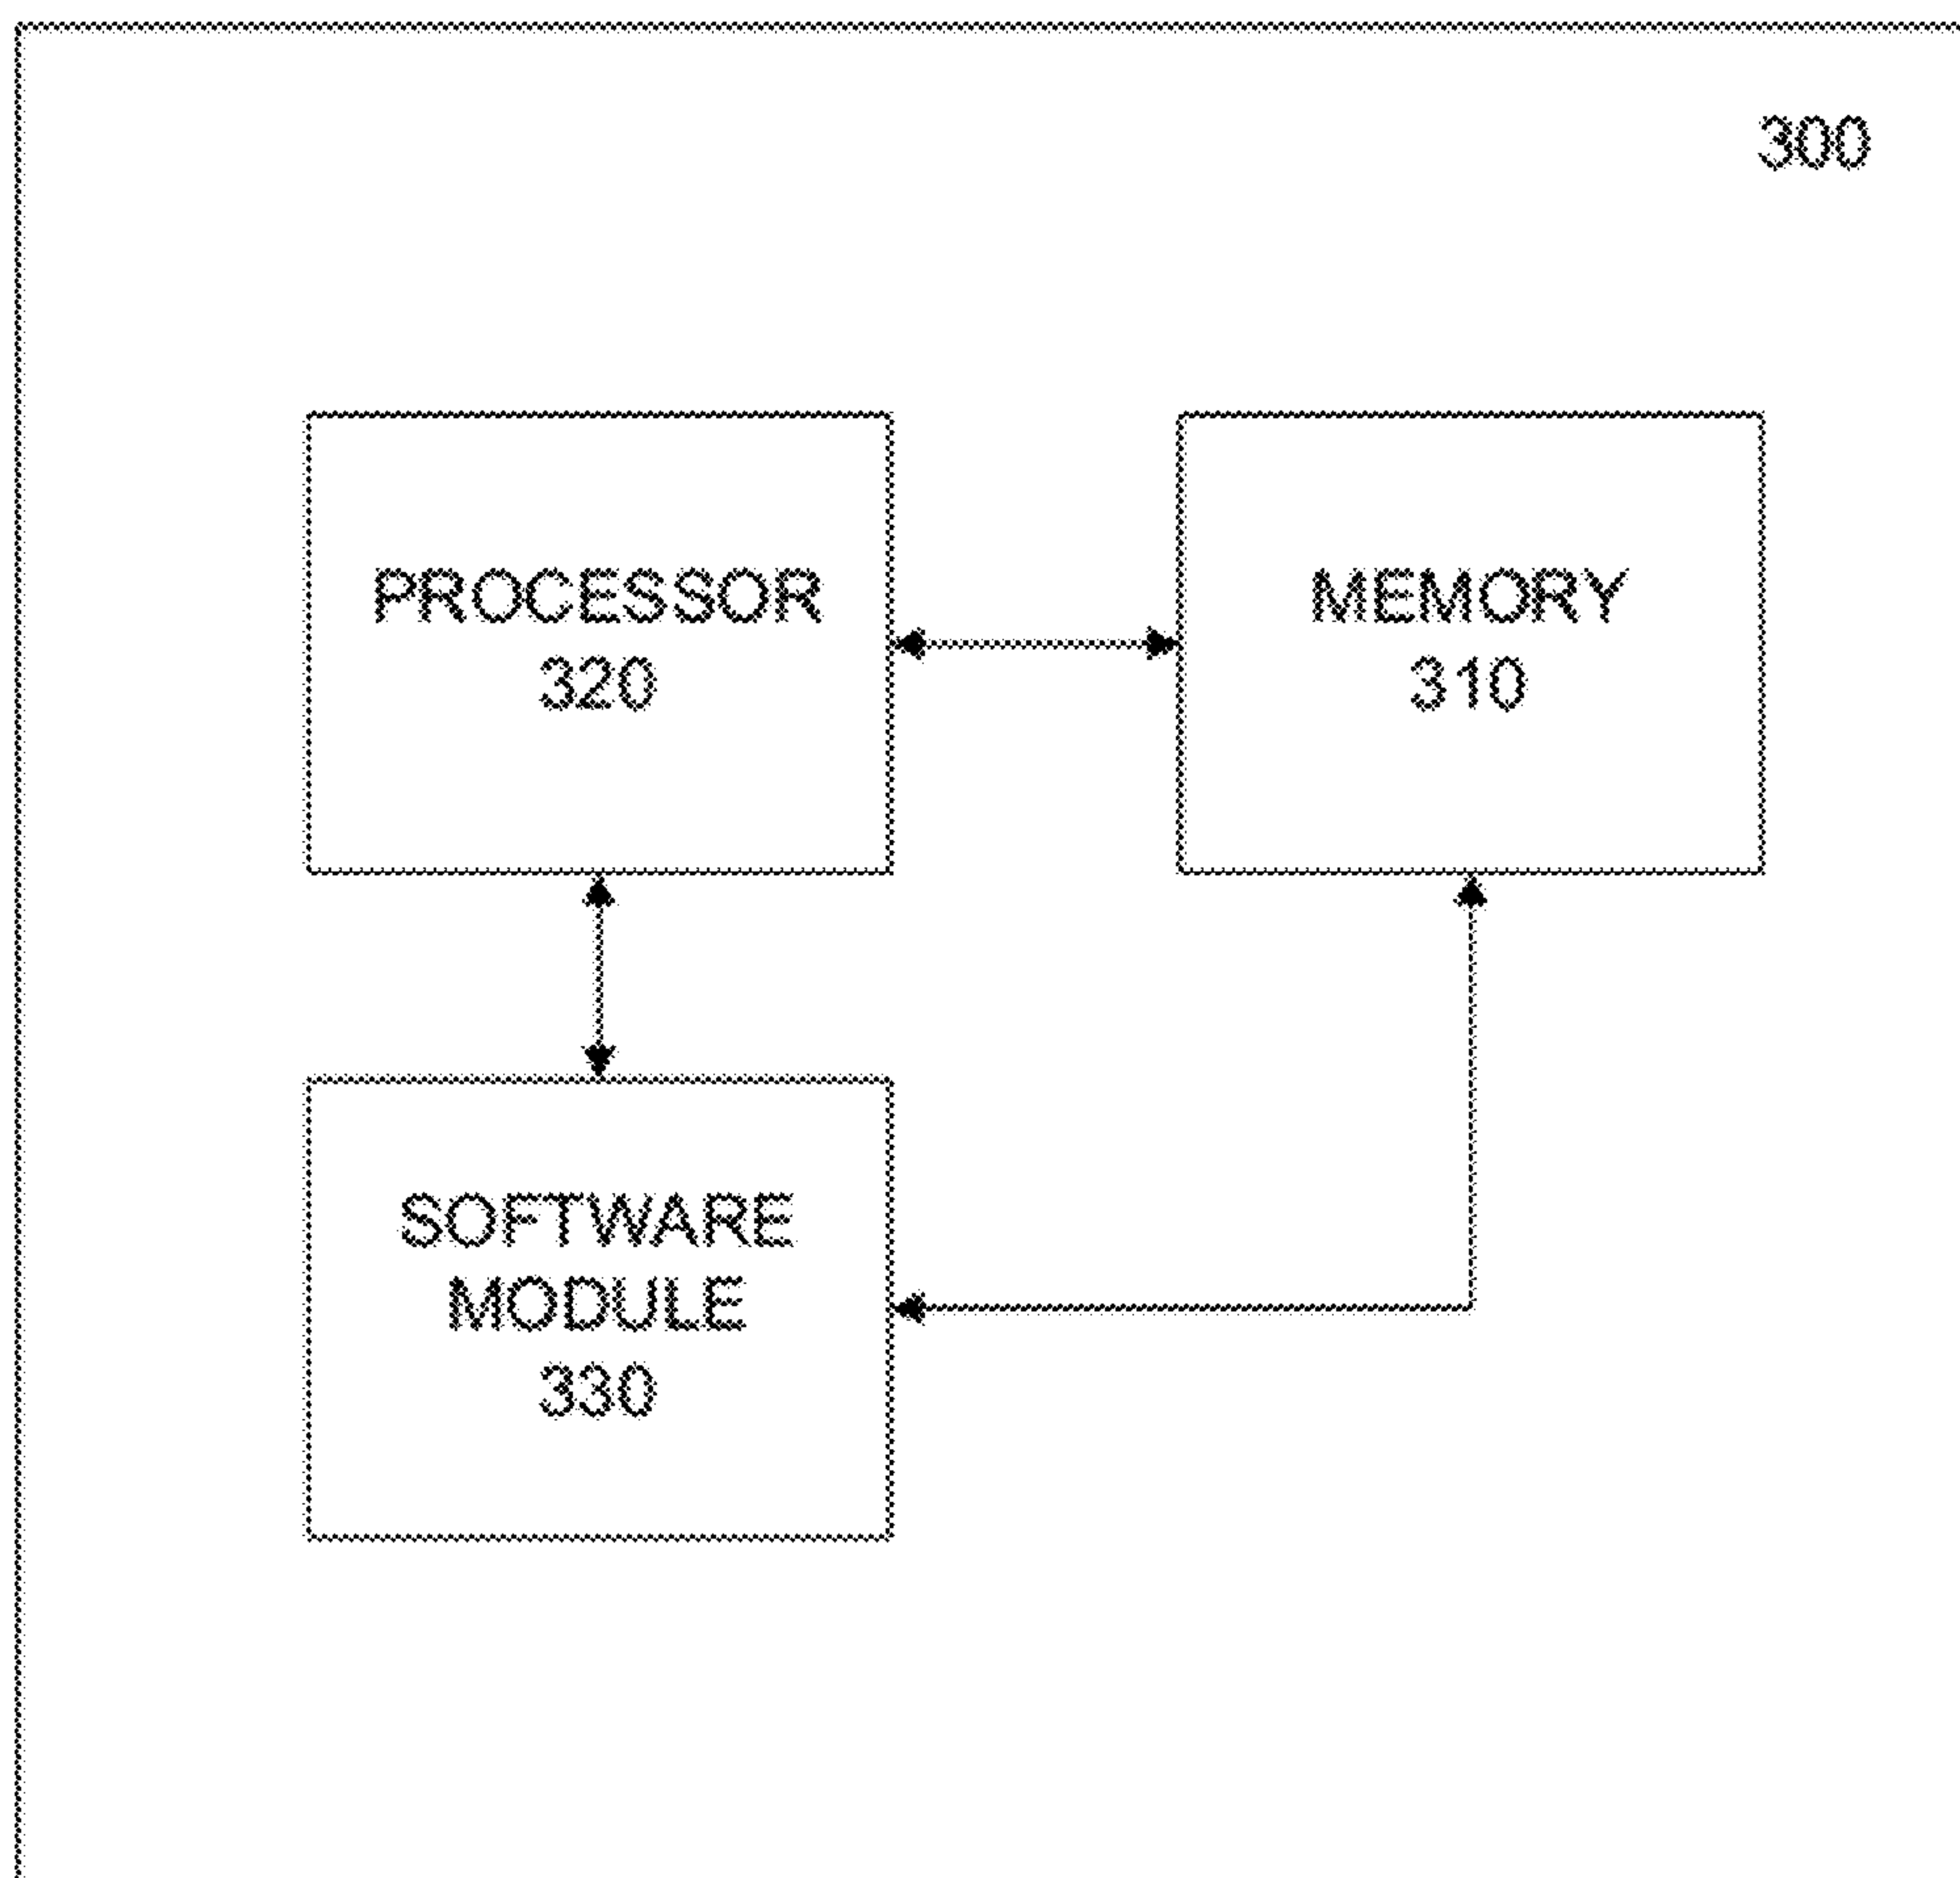 300
PROCESSOR
320
MEMORY
310
SOFTWARE
MODULE
330